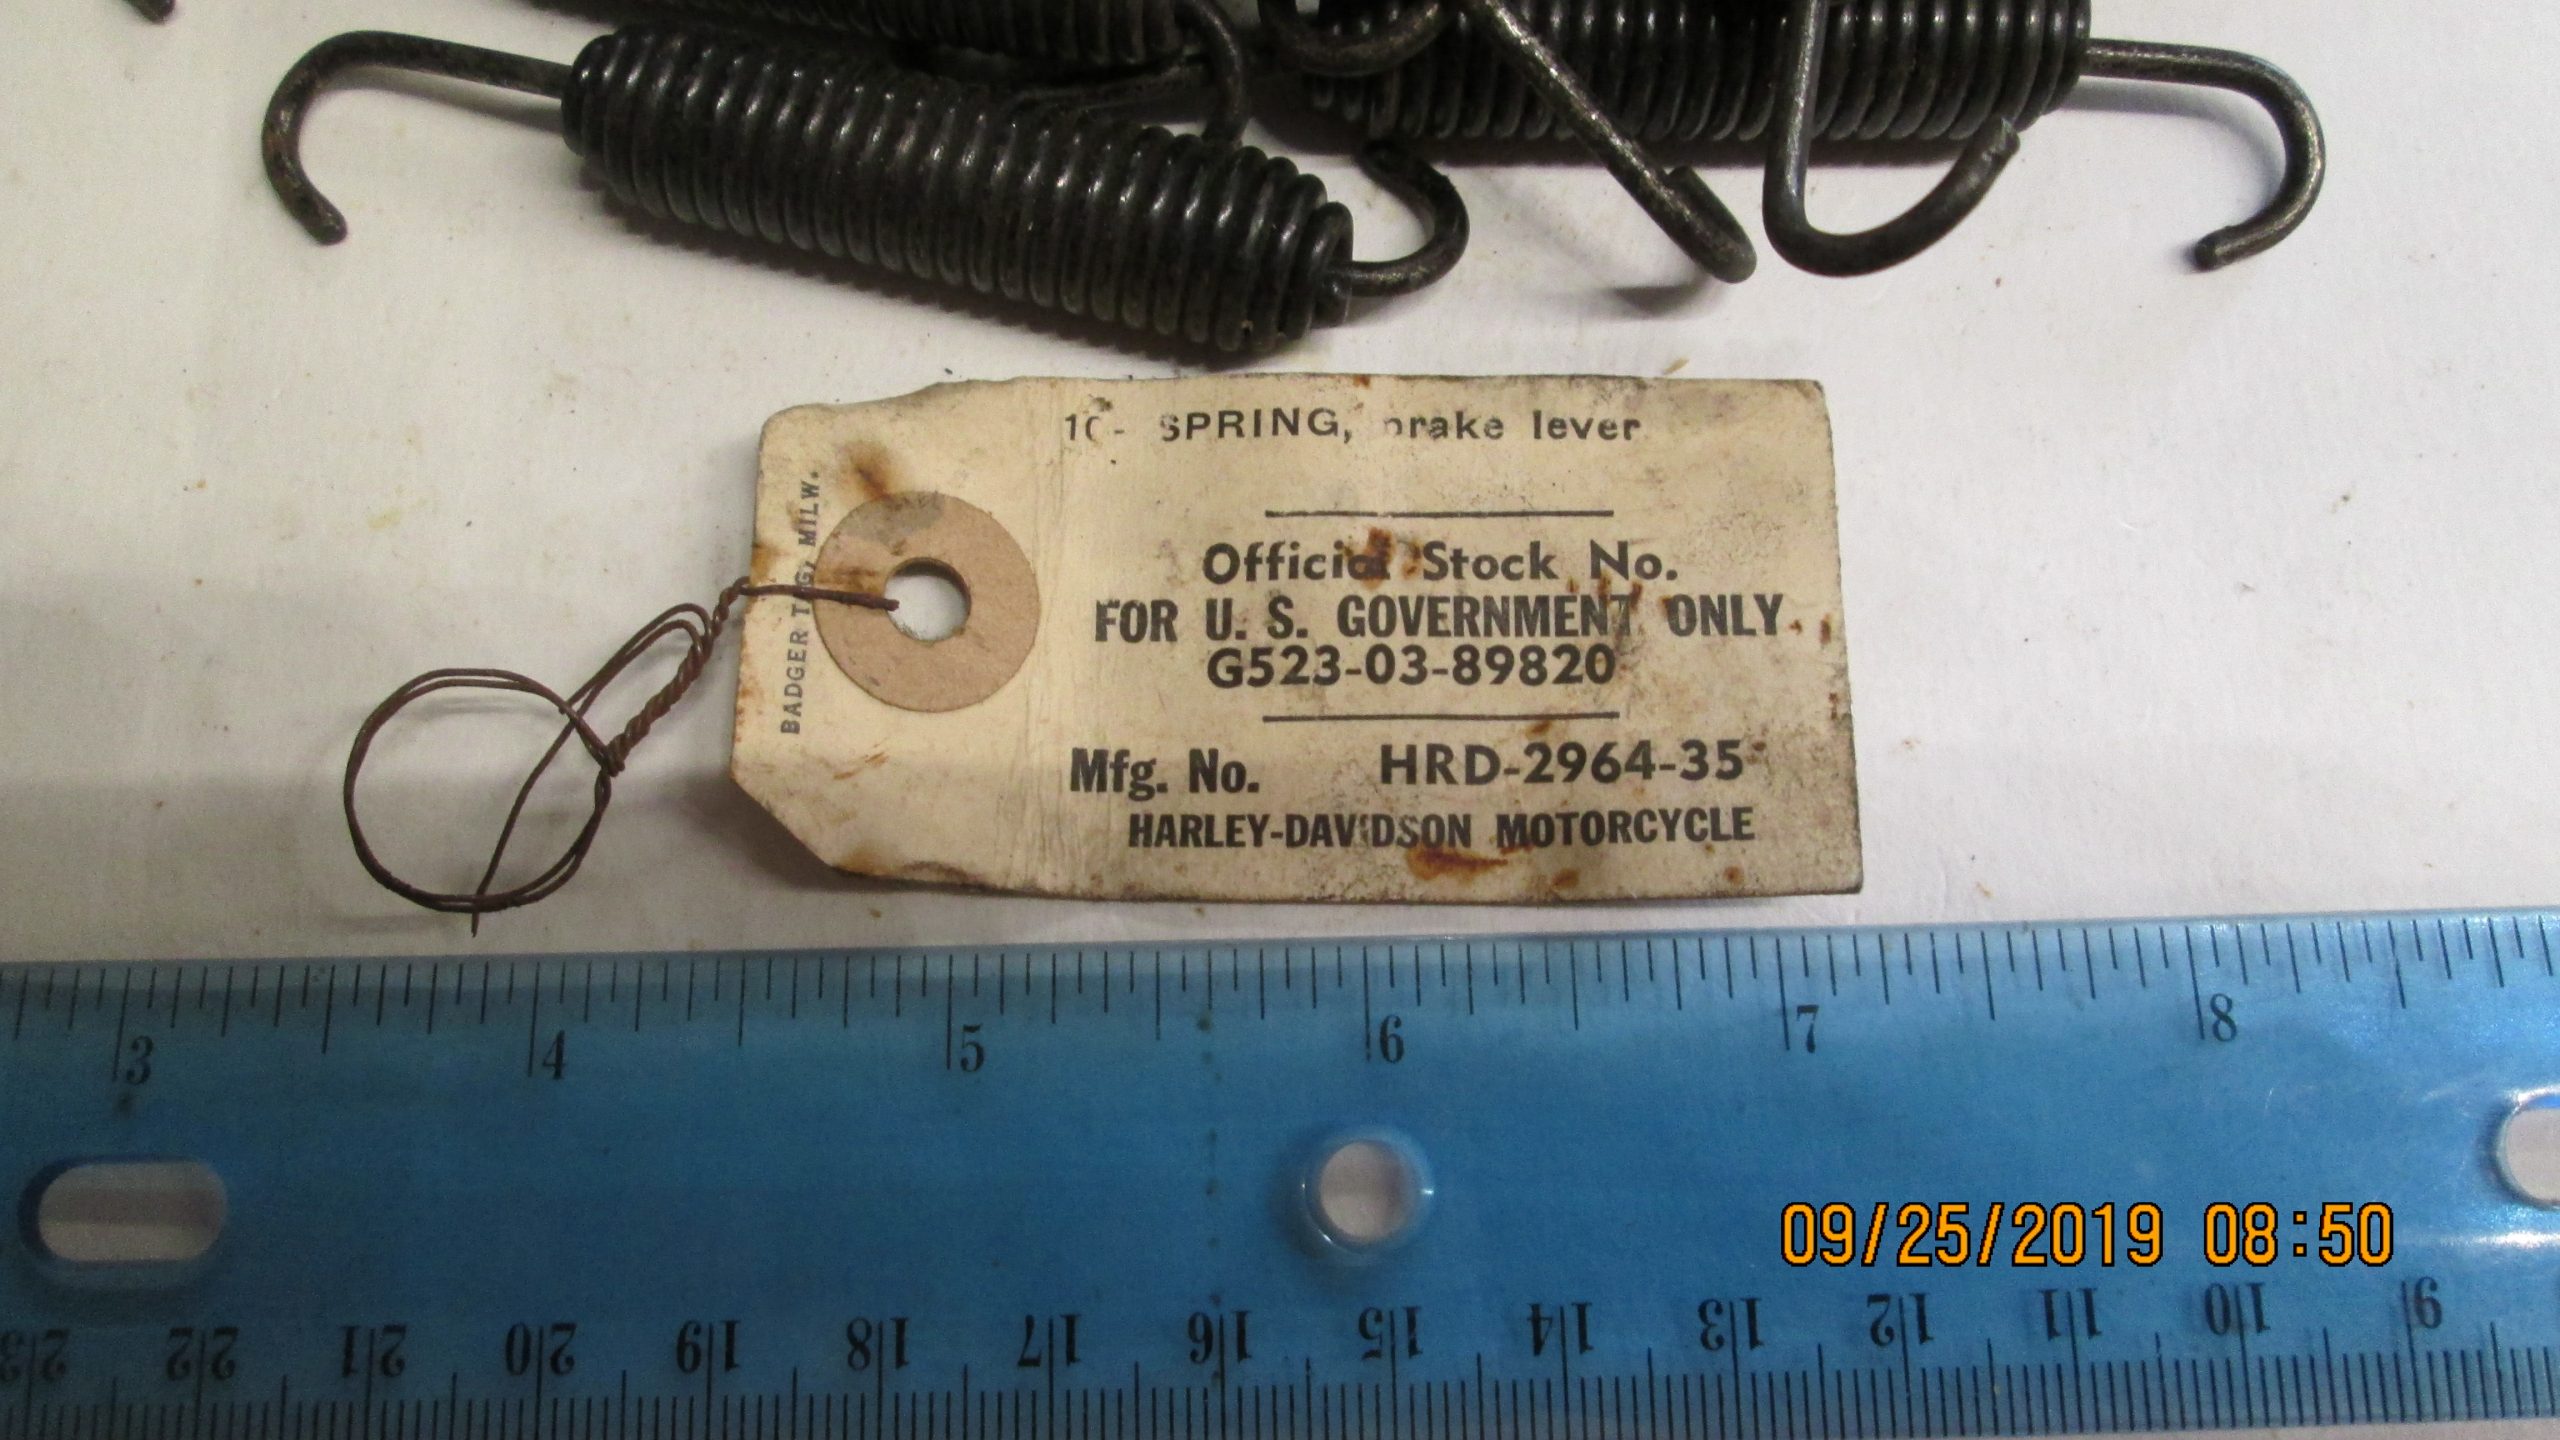 10- SPRING, brake lever
Official Stock No.
FOR U. S. GOVERNMENT ONLY
G523-03-89820
Mfg. No. HRD-2964-35
HARLEY-DAVIDSON MOTORCYCLE
BADGER TAG, MILW.
3 4 5 6 7 8
09/25/2019 08:50
23 22 21 20 19 18 17 16 15 14 13 12 11 10 9